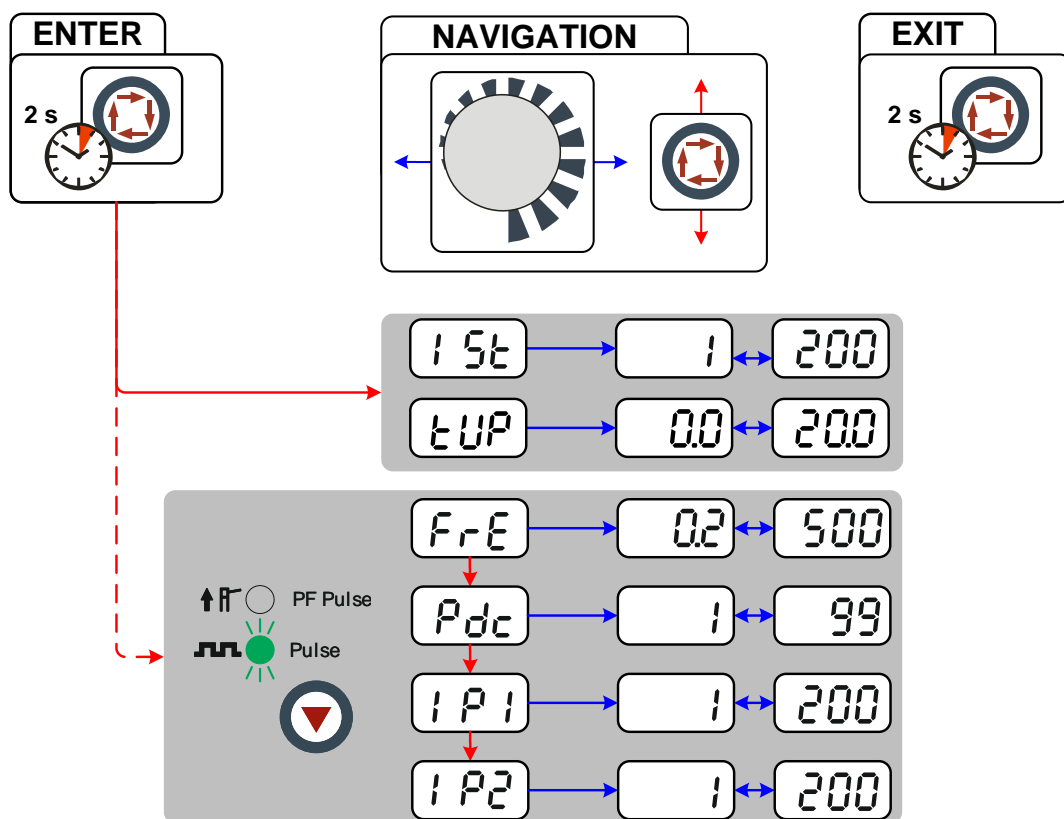 ENTER
NAVIGATION
EXIT
2 s
2 s
ISt 1 200
tUP 0.0 20.0
FrE 0.2 500
PF Pulse
Pdc 1 99
Pulse
IP1 1 200
IP2 1 200